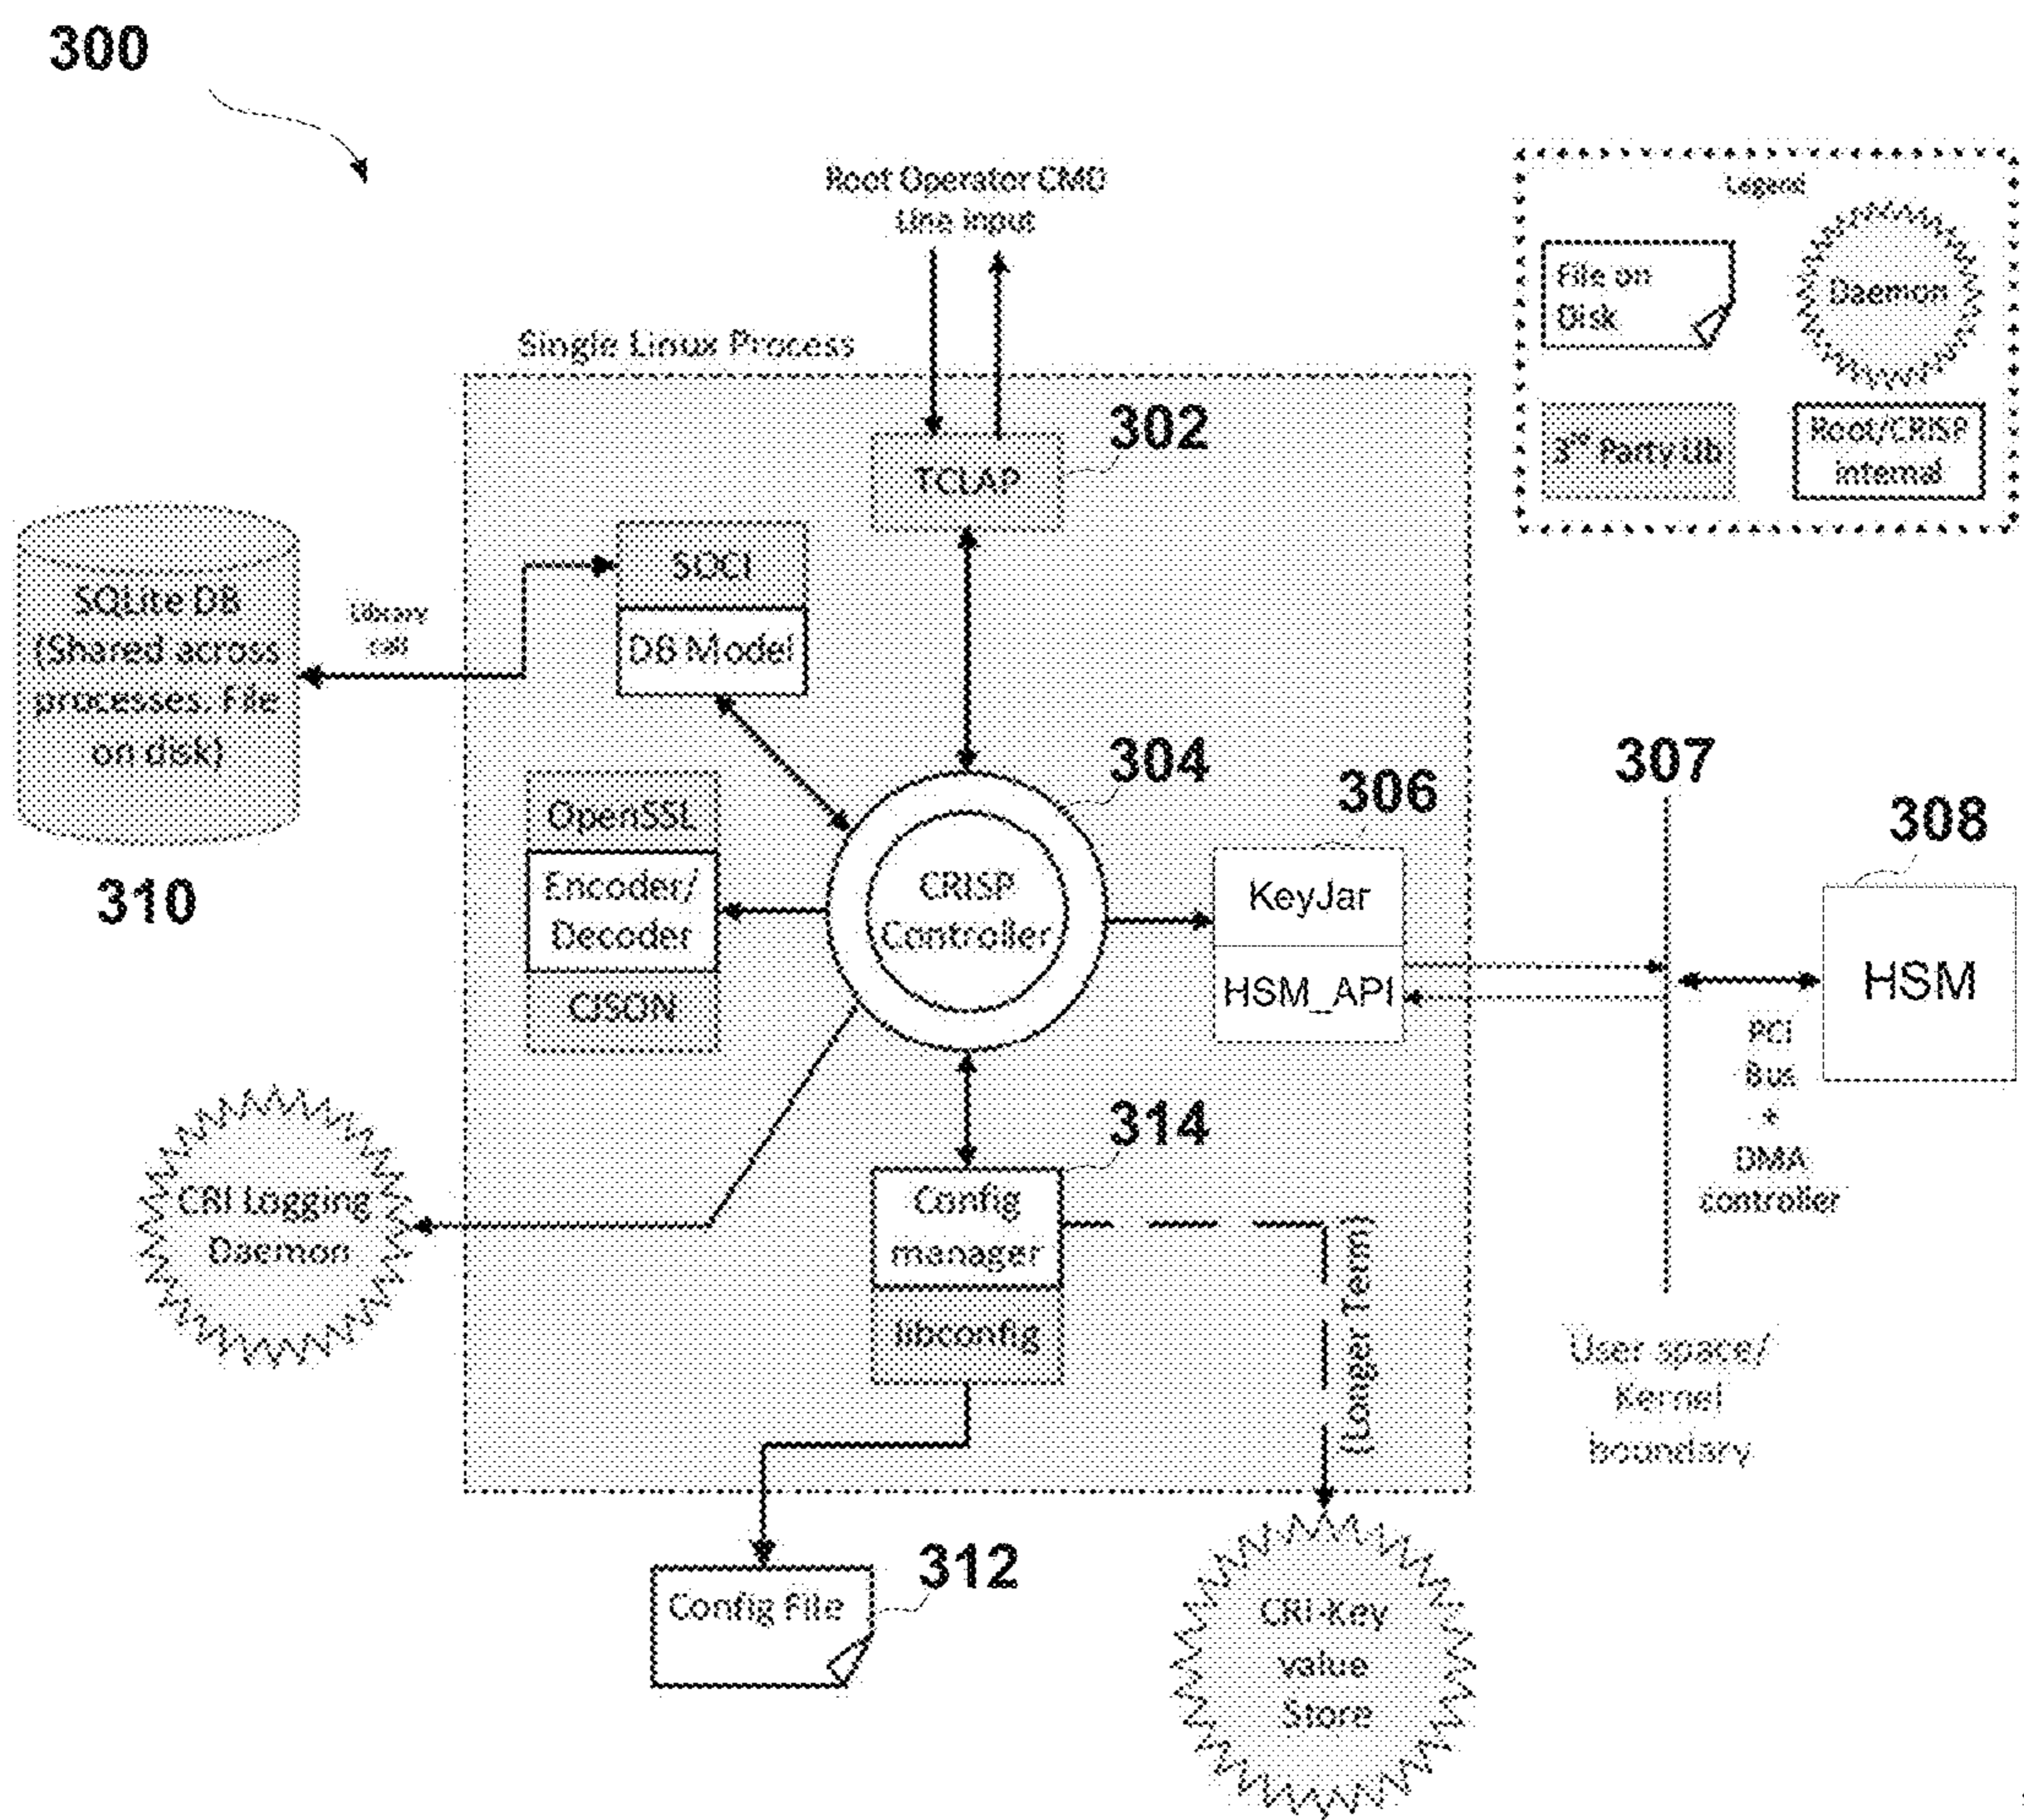 300
Root Operator CMD
Line input
Legend
File on
Disk
Daemon
3rd Party Lib
Root/CRISP
internal
Single Linux Process
302
TCLAP
SOCI
DB Model
SQLite DB
(Shared across
processes. File
on disk)
310
Library
call
304
CRISP
Controller
OpenSSL
Encoder/
Decoder
CJSON
306
KeyJar
HSM_API
307
308
HSM
PCI
Bus
+
DMA
controller
User space/
Kernel
boundary
CRI Logging
Daemon
314
Config
manager
libconfig
(Longer Term)
312
Config File
CRI-Key
value
Store